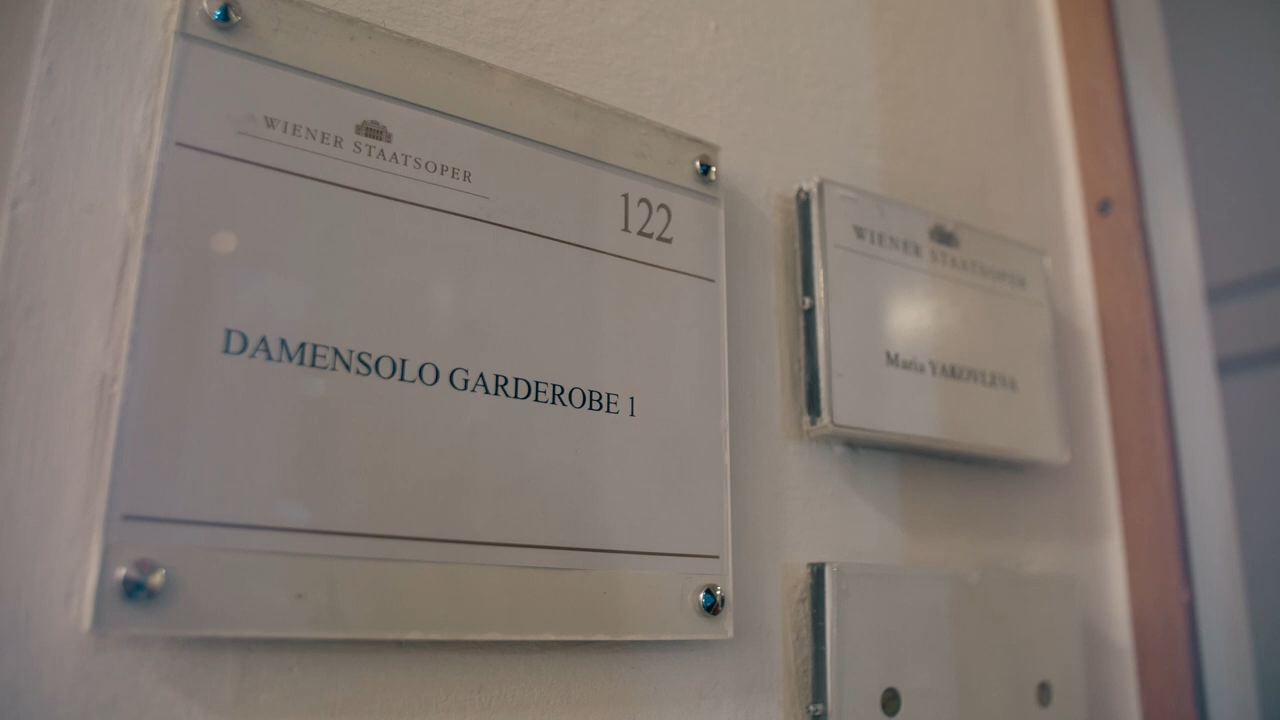 WIENER STAATSOPER
122
DAMENSOLO GARDEROBE 1
WIENER STAATSOPER
Maria YAKOVLEVA